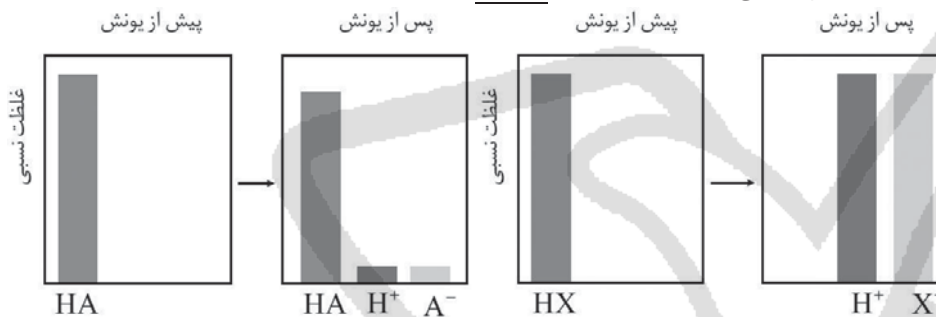 پیش از یونش
پس از یونش
پیش از یونش
پس از یونش
غلظت نسبی
غلظت نسبی
HA
HA H⁺ A⁻
HX
H⁺ X